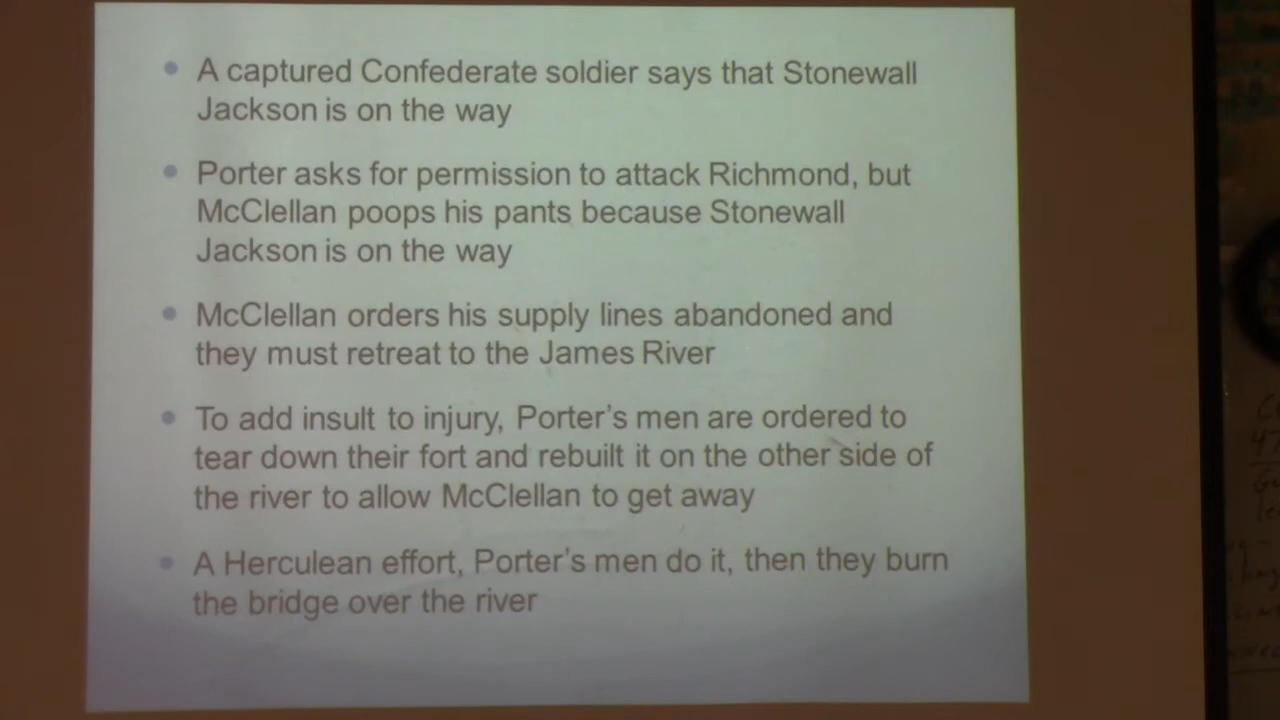 A captured Confederate soldier says that Stonewall
Jackson is on the way
Porter asks for permission to attack Richmond, but
McClellan poops his pants because Stonewall
Jackson is on the way
McClellan orders his supply lines abandoned and
they must retreat to the James River
To add insult to injury, Porter's men are ordered to
tear down their fort and rebuilt it on the other side of
the river to allow McClellan to get away
A Herculean effort, Porter's men do it, then they burn
the bridge over the river